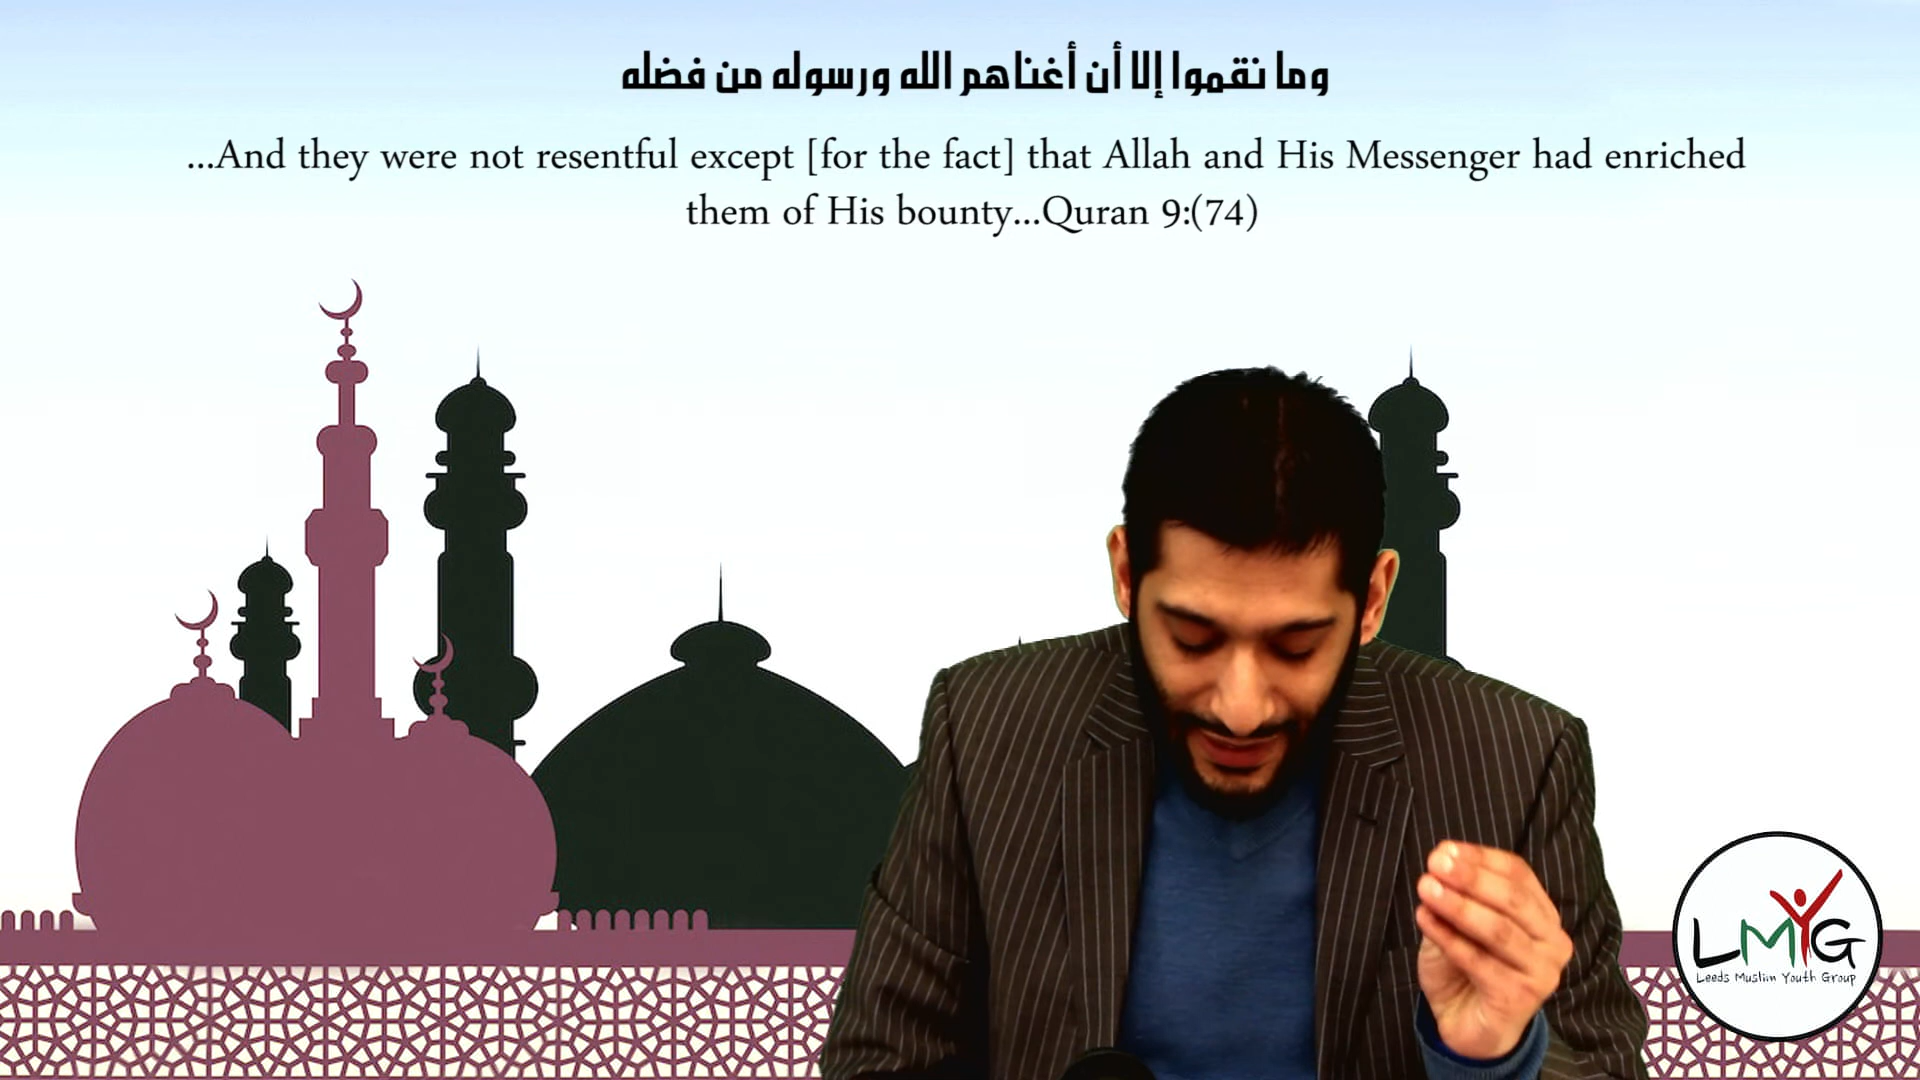 وما نقموا إلا أن أغناهم الله ورسوله من فضله
...And they were not resentful except [for the fact] that Allah and His Messenger had enriched
them of His bounty...Quran 9:(74)
LMYG
Leeds Muslim Youth Group